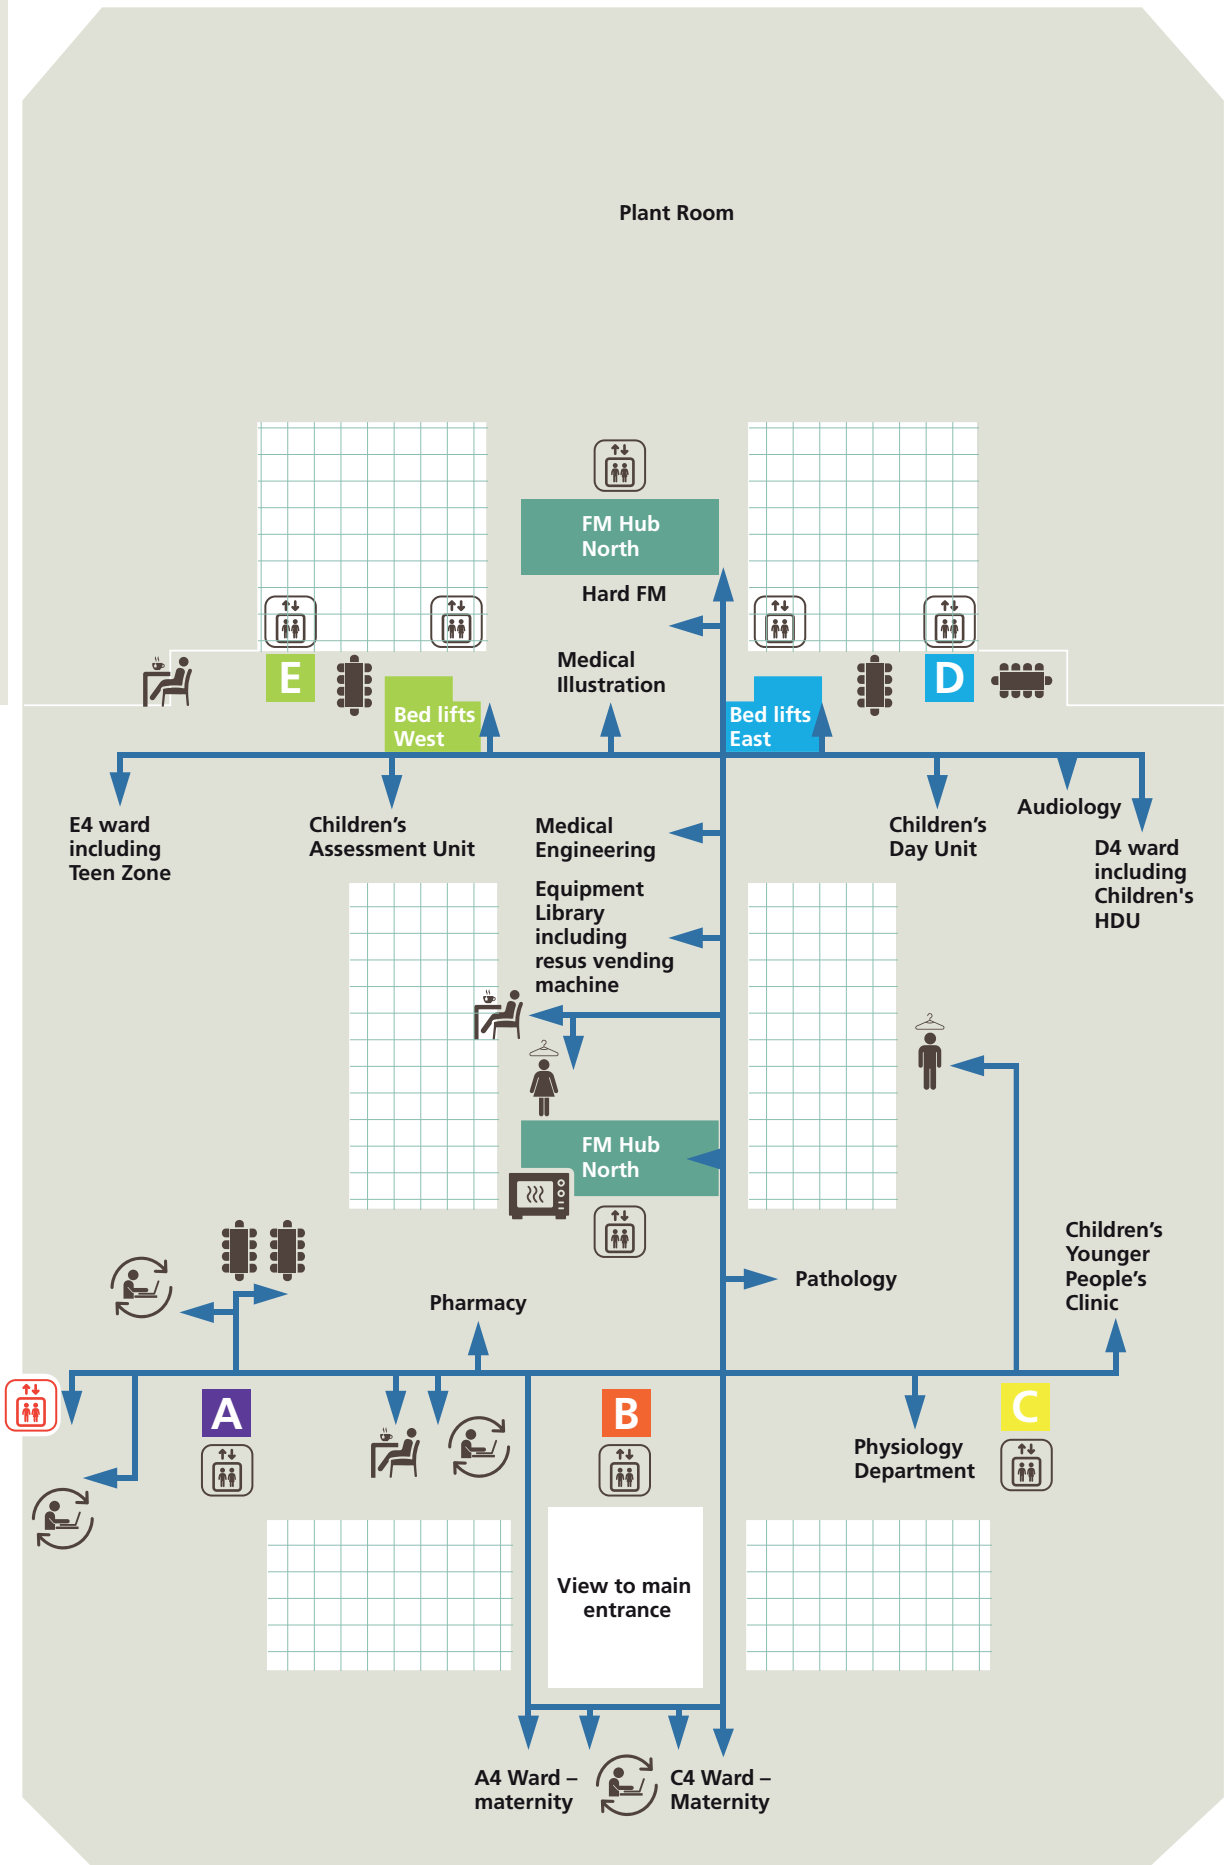 Plant Room
FM Hub
North
Hard FM
Medical
Illustration
E
D
Bed lifts
West
Bed lifts
East
E4 ward
including
Teen Zone
Children’s
Assessment Unit
Medical
Engineering
Children’s
Day Unit
Audiology
D4 ward
including
Children's
HDU
Equipment
Library
including
resus vending
machine
FM Hub
North
Children’s
Younger
People’s
Clinic
Pathology
Pharmacy
A
B
C
Physiology
Department
View to main
entrance
A4 Ward –
maternity
C4 Ward –
Maternity